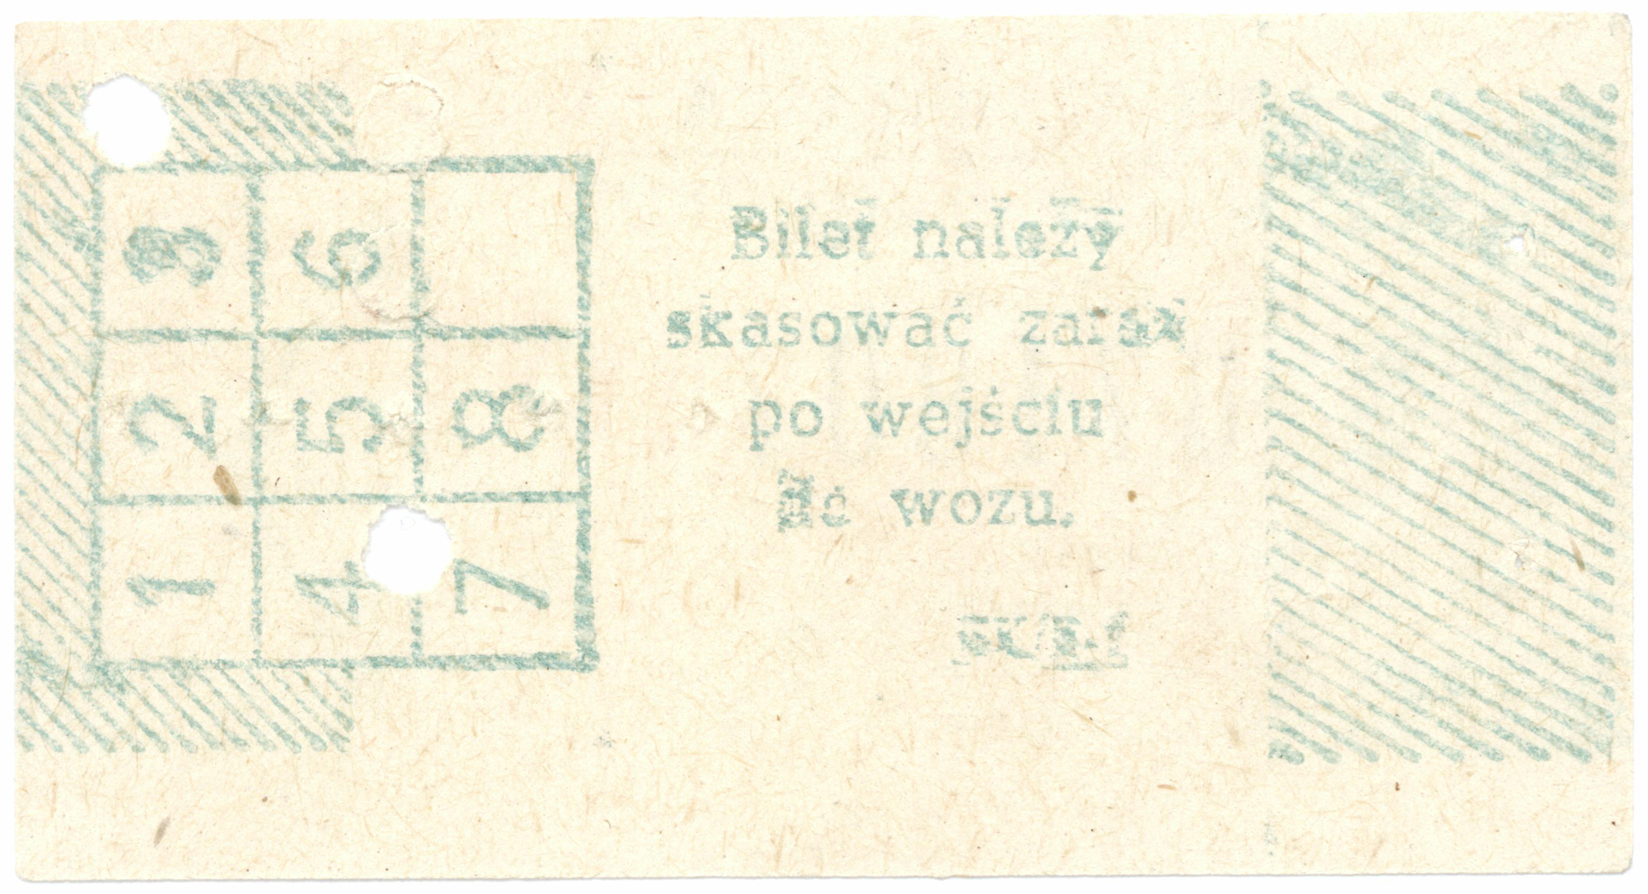 3 6
2 5 8
1 4 7
Bilet należy
skasować zaraz
po wejściu
do wozu.